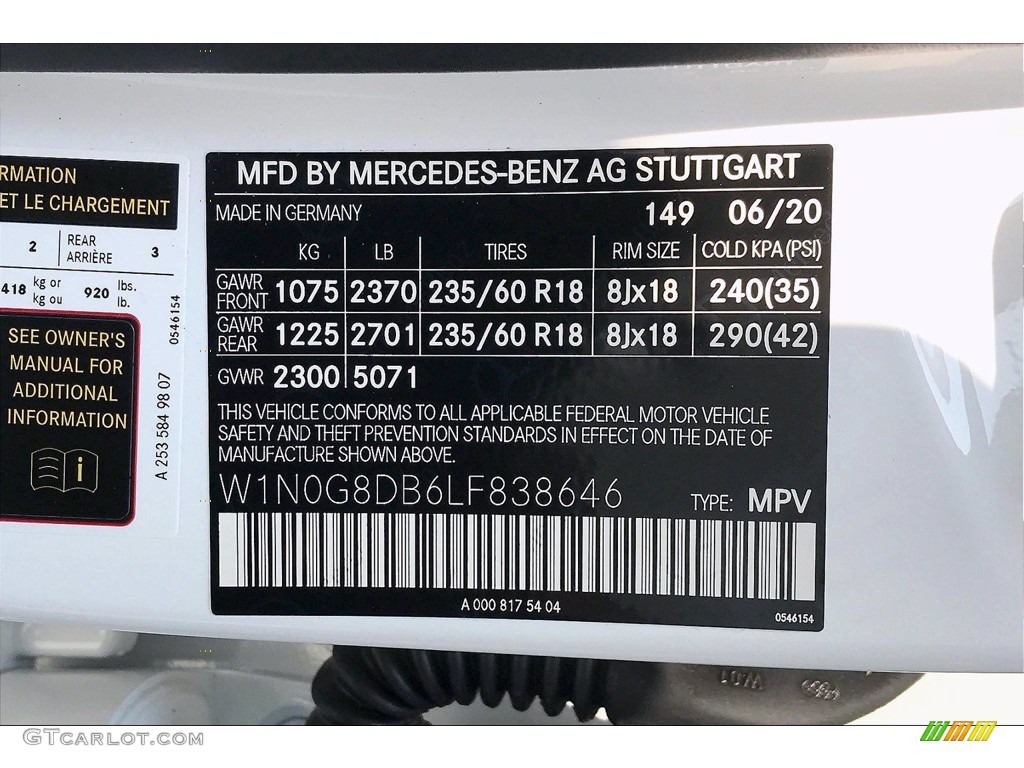 RMATION
ET LE CHARGEMENT
2 REAR ARRIÈRE 3
418 kg or kg ou 920 lbs. lb.
SEE OWNER'S
MANUAL FOR
ADDITIONAL
INFORMATION
i
0546154
A 253 584 98 07
MFD BY MERCEDES-BENZ AG STUTTGART
MADE IN GERMANY 149 06/20
KG LB TIRES RIM SIZE COLD KPA (PSI)
GAWR FRONT 1075 2370 235/60 R18 8Jx18 240(35)
GAWR REAR 1225 2701 235/60 R18 8Jx18 290(42)
GVWR 2300 5071
THIS VEHICLE CONFORMS TO ALL APPLICABLE FEDERAL MOTOR VEHICLE
SAFETY AND THEFT PREVENTION STANDARDS IN EFFECT ON THE DATE OF
MANUFACTURE SHOWN ABOVE.
W1N0G8DB6LF838646 TYPE: MPV
A 000 817 54 04
0546154
GTcarlot.com